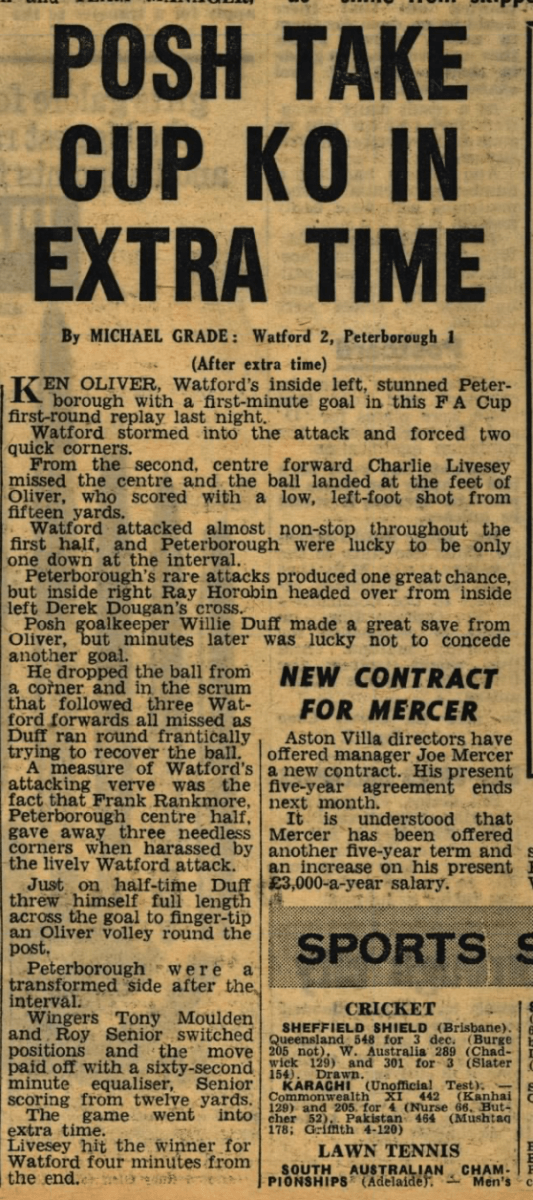 POSH TAKE
CUP KO IN
EXTRA TIME
By MICHAEL GRADE: Watford 2, Peterborough 1
(After extra time)
KEN OLIVER, Watford's inside left, stunned Peter-
borough with a first-minute goal in this F A Cup
first-round replay last night.
Watford stormed into the attack and forced two
quick corners.
From the second, centre forward Charlie Livesey
missed the centre and the ball landed at the feet of
Oliver, who scored with a low, left-foot shot from
fifteen yards.
Watford attacked almost non-stop throughout the
first half, and Peterborough were lucky to be only
one down at the interval.
Peterborough's rare attacks produced one great chance,
but inside right Ray Horobin headed over from inside
left Derek Dougan's cross.
Posh goalkeeper Willie Duff made a great save from
Oliver, but minutes later was lucky not to concede
another goal.
He dropped the ball from
a corner and in the scrum
that followed three Wat-
ford forwards all missed as
Duff ran round frantically
trying to recover the ball.
A measure of Watford's
attacking verve was the
fact that Frank Rankmore,
Peterborough centre half,
gave away three needless
corners when harassed by
the lively Watford attack.
Just on half-time Duff
threw himself full length
across the goal to finger-tip
an Oliver volley round the
post.
Peterborough were a
transformed side after the
interval.
Wingers Tony Moulden
and Roy Senior switched
positions and the move
paid off with a sixty-second
minute equaliser, Senior
scoring from twelve yards.
The game went into
extra time.
Livesey hit the winner for
Watford four minutes from
the end.
NEW CONTRACT
FOR MERCER
Aston Villa directors have
offered manager Joe Mercer
a new contract. His present
five-year agreement ends
next month.
It is understood that
Mercer has been offered
another five-year term and
an increase on his present
£3,000-a-year salary.
SPORTS S
CRICKET
SHEFFIELD SHIELD (Brisbane).
Queensland 548 for 3 dec. (Burge
205 not), W. Australia 289 (Chad-
wick 129) and 301 for 3 (Slater
154). Drawn.
KARACHI (Unofficial Test). —
Commonwealth XI 442 (Kanhai
129) and 205 for 4 (Nurse 66, But-
cher 52), Pakistan 464 (Mushtaq
178; Griffith 4-120)
LAWN TENNIS
SOUTH AUSTRALIAN CHAM-
PIONSHIPS (Adelaide). — Men's